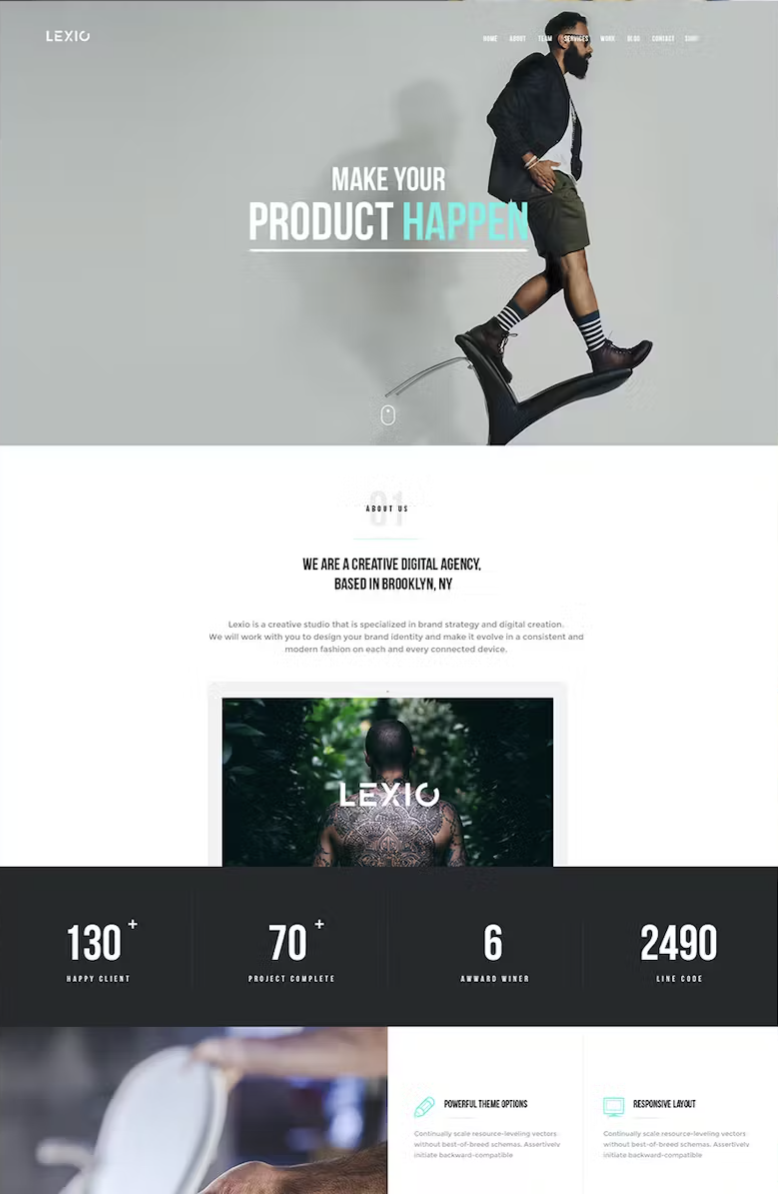 LEXIO
HOME ABOUT TEAM SERVICES WORK BLOG CONTACT
MAKE YOUR
PRODUCT HAPPEN
01
ABOUT US
WE ARE A CREATIVE DIGITAL AGENCY,
BASED IN BROOKLYN, NY
Lexio is a creative studio that is specialized in brand strategy and digital creation.
We will work with you to design your brand identity and make it evolve in a consistent and
modern fashion on each and every connected device.
LEXIO
130 + 70 + 6 2490
HAPPY CLIENT PROJECT COMPLETE AWWARD WINER LINE CODE
POWERFUL THEME OPTIONS
Continually scale resource-leveling vectors
without best-of-breed schemas. Assertively
initiate backward-compatible
RESPONSIVE LAYOUT
Continually scale resource-leveling vectors
without best-of-breed schemas. Assertively
initiate backward-compatible